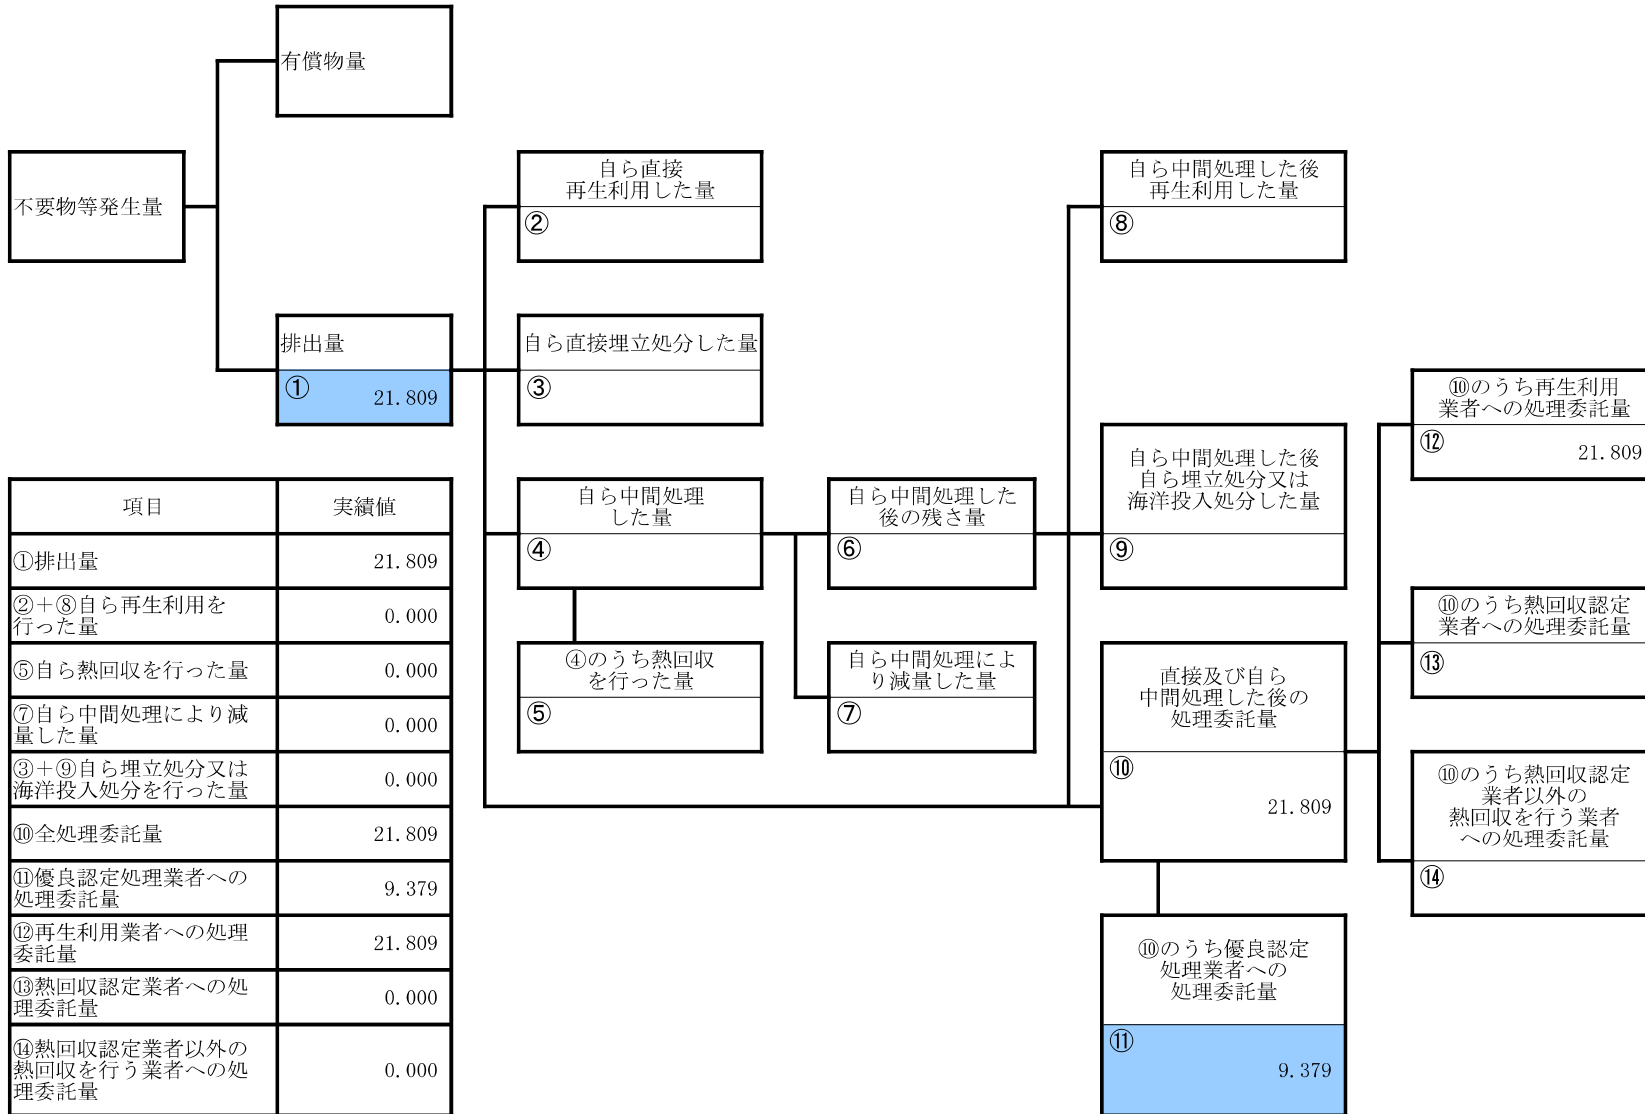 有償物量
不要物等発生量
排出量
①
21.809
自ら直接
再生利用した量
②
自ら直接埋立処分した量
③
自ら中間処理
した量
④
④のうち熱回収
を行った量
⑤
自ら中間処理した
後の残さ量
⑥
自ら中間処理によ
り減量した量
⑦
自ら中間処理した後
再生利用した量
⑧
自ら中間処理した後
自ら埋立処分又は
海洋投入処分した量
⑨
直接及び自ら
中間処理した後の
処理委託量
⑩
21.809
⑩のうち優良認定
処理業者への
処理委託量
⑪
9.379
⑩のうち再生利用
業者への処理委託量
⑫
21.809
⑩のうち熱回収認定
業者への処理委託量
⑬
⑩のうち熱回収認定
業者以外の
熱回収を行う業者
への処理委託量
⑭
項目 実績値
①排出量 21.809
②+⑧自ら再生利用を
行った量 0.000
⑤自ら熱回収を行った量 0.000
⑦自ら中間処理により減
量した量 0.000
③+⑨自ら埋立処分又は
海洋投入処分を行った量 0.000
⑩全処理委託量 21.809
⑪優良認定処理業者への
処理委託量 9.379
⑫再生利用業者への処理
委託量 21.809
⑬熱回収認定業者への処
理委託量 0.000
⑭熱回収認定業者以外の
熱回収を行う業者への処
理委託量 0.000